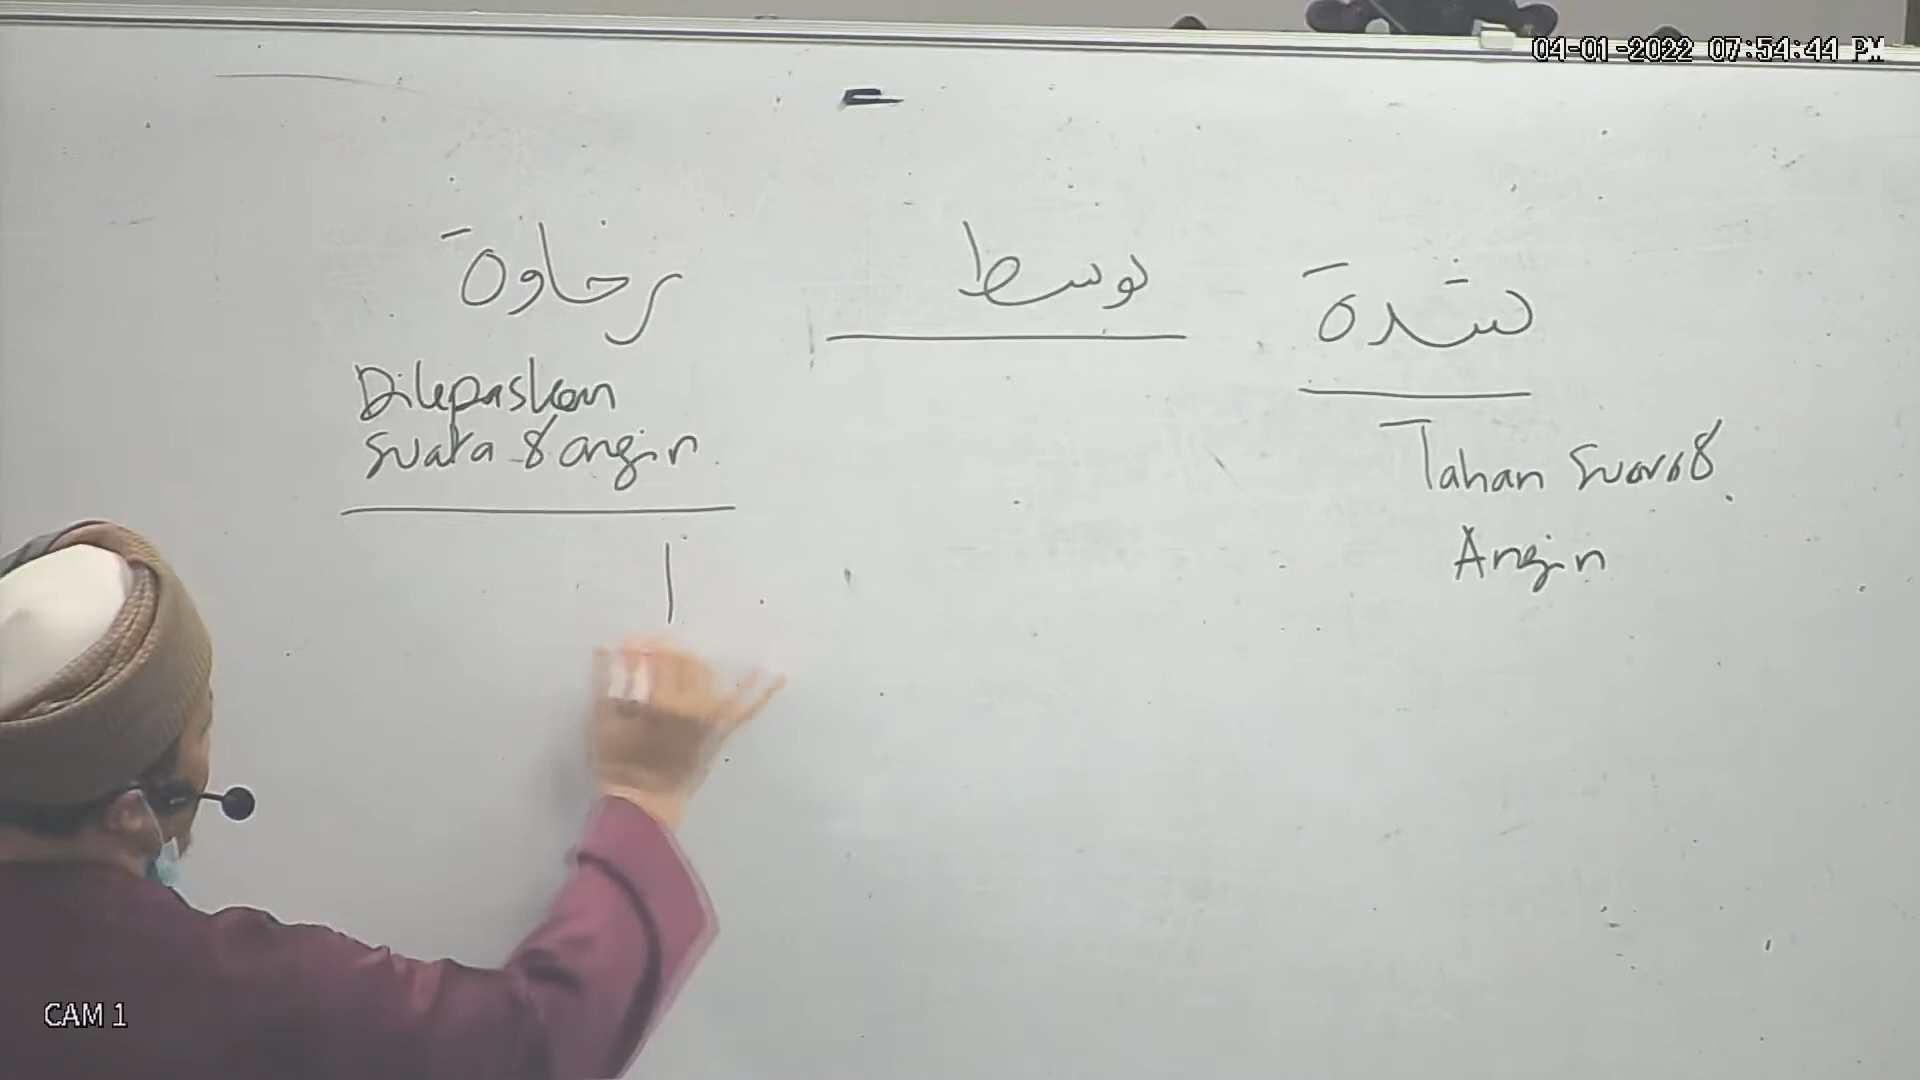 04-01-2022 07:54:44 PM
شدة
توسط
رخاوة
Tahan Suara &
Angin
Dilepaskan
suara & angin
ا
CAM 1